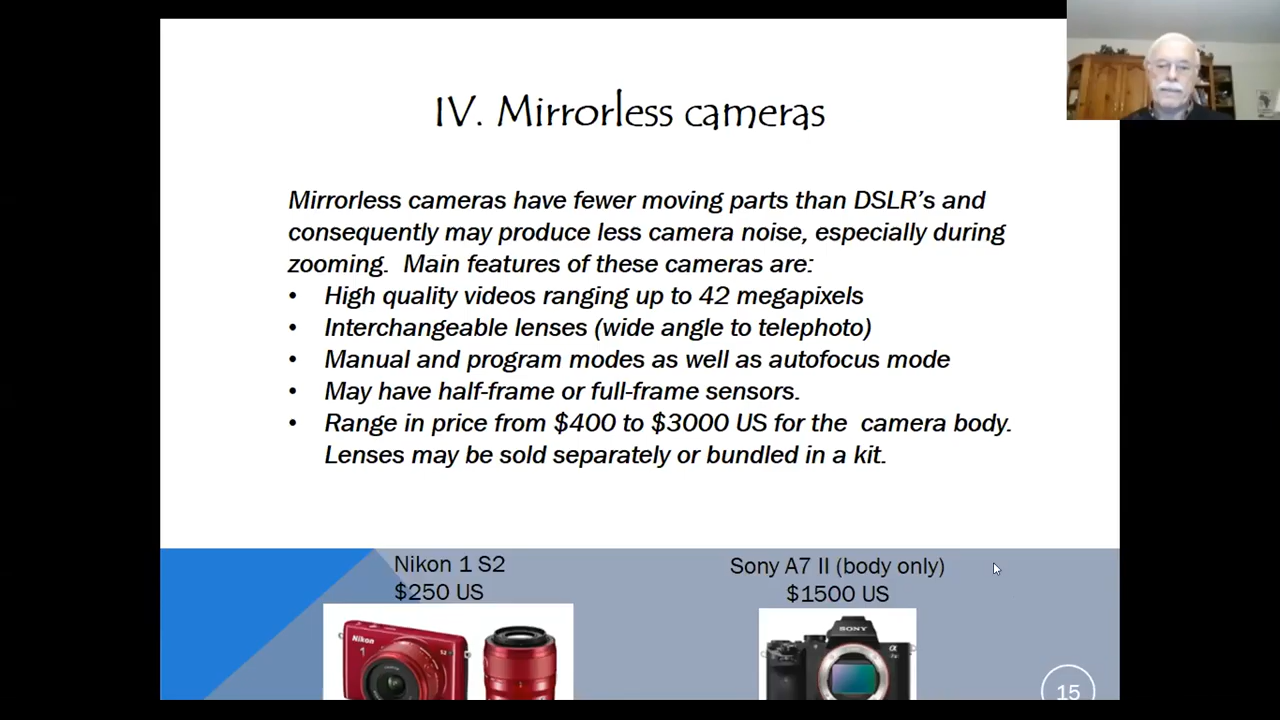 IV. Mirrorless cameras
Mirrorless cameras have fewer moving parts than DSLR’s and
consequently may produce less camera noise, especially during
zooming. Main features of these cameras are:
• High quality videos ranging up to 42 megapixels
• Interchangeable lenses (wide angle to telephoto)
• Manual and program modes as well as autofocus mode
• May have half-frame or full-frame sensors.
• Range in price from $400 to $3000 US for the camera body.
Lenses may be sold separately or bundled in a kit.
Nikon 1 S2
$250 US
Sony A7 II (body only)
$1500 US
Nikon
1
SONY
15